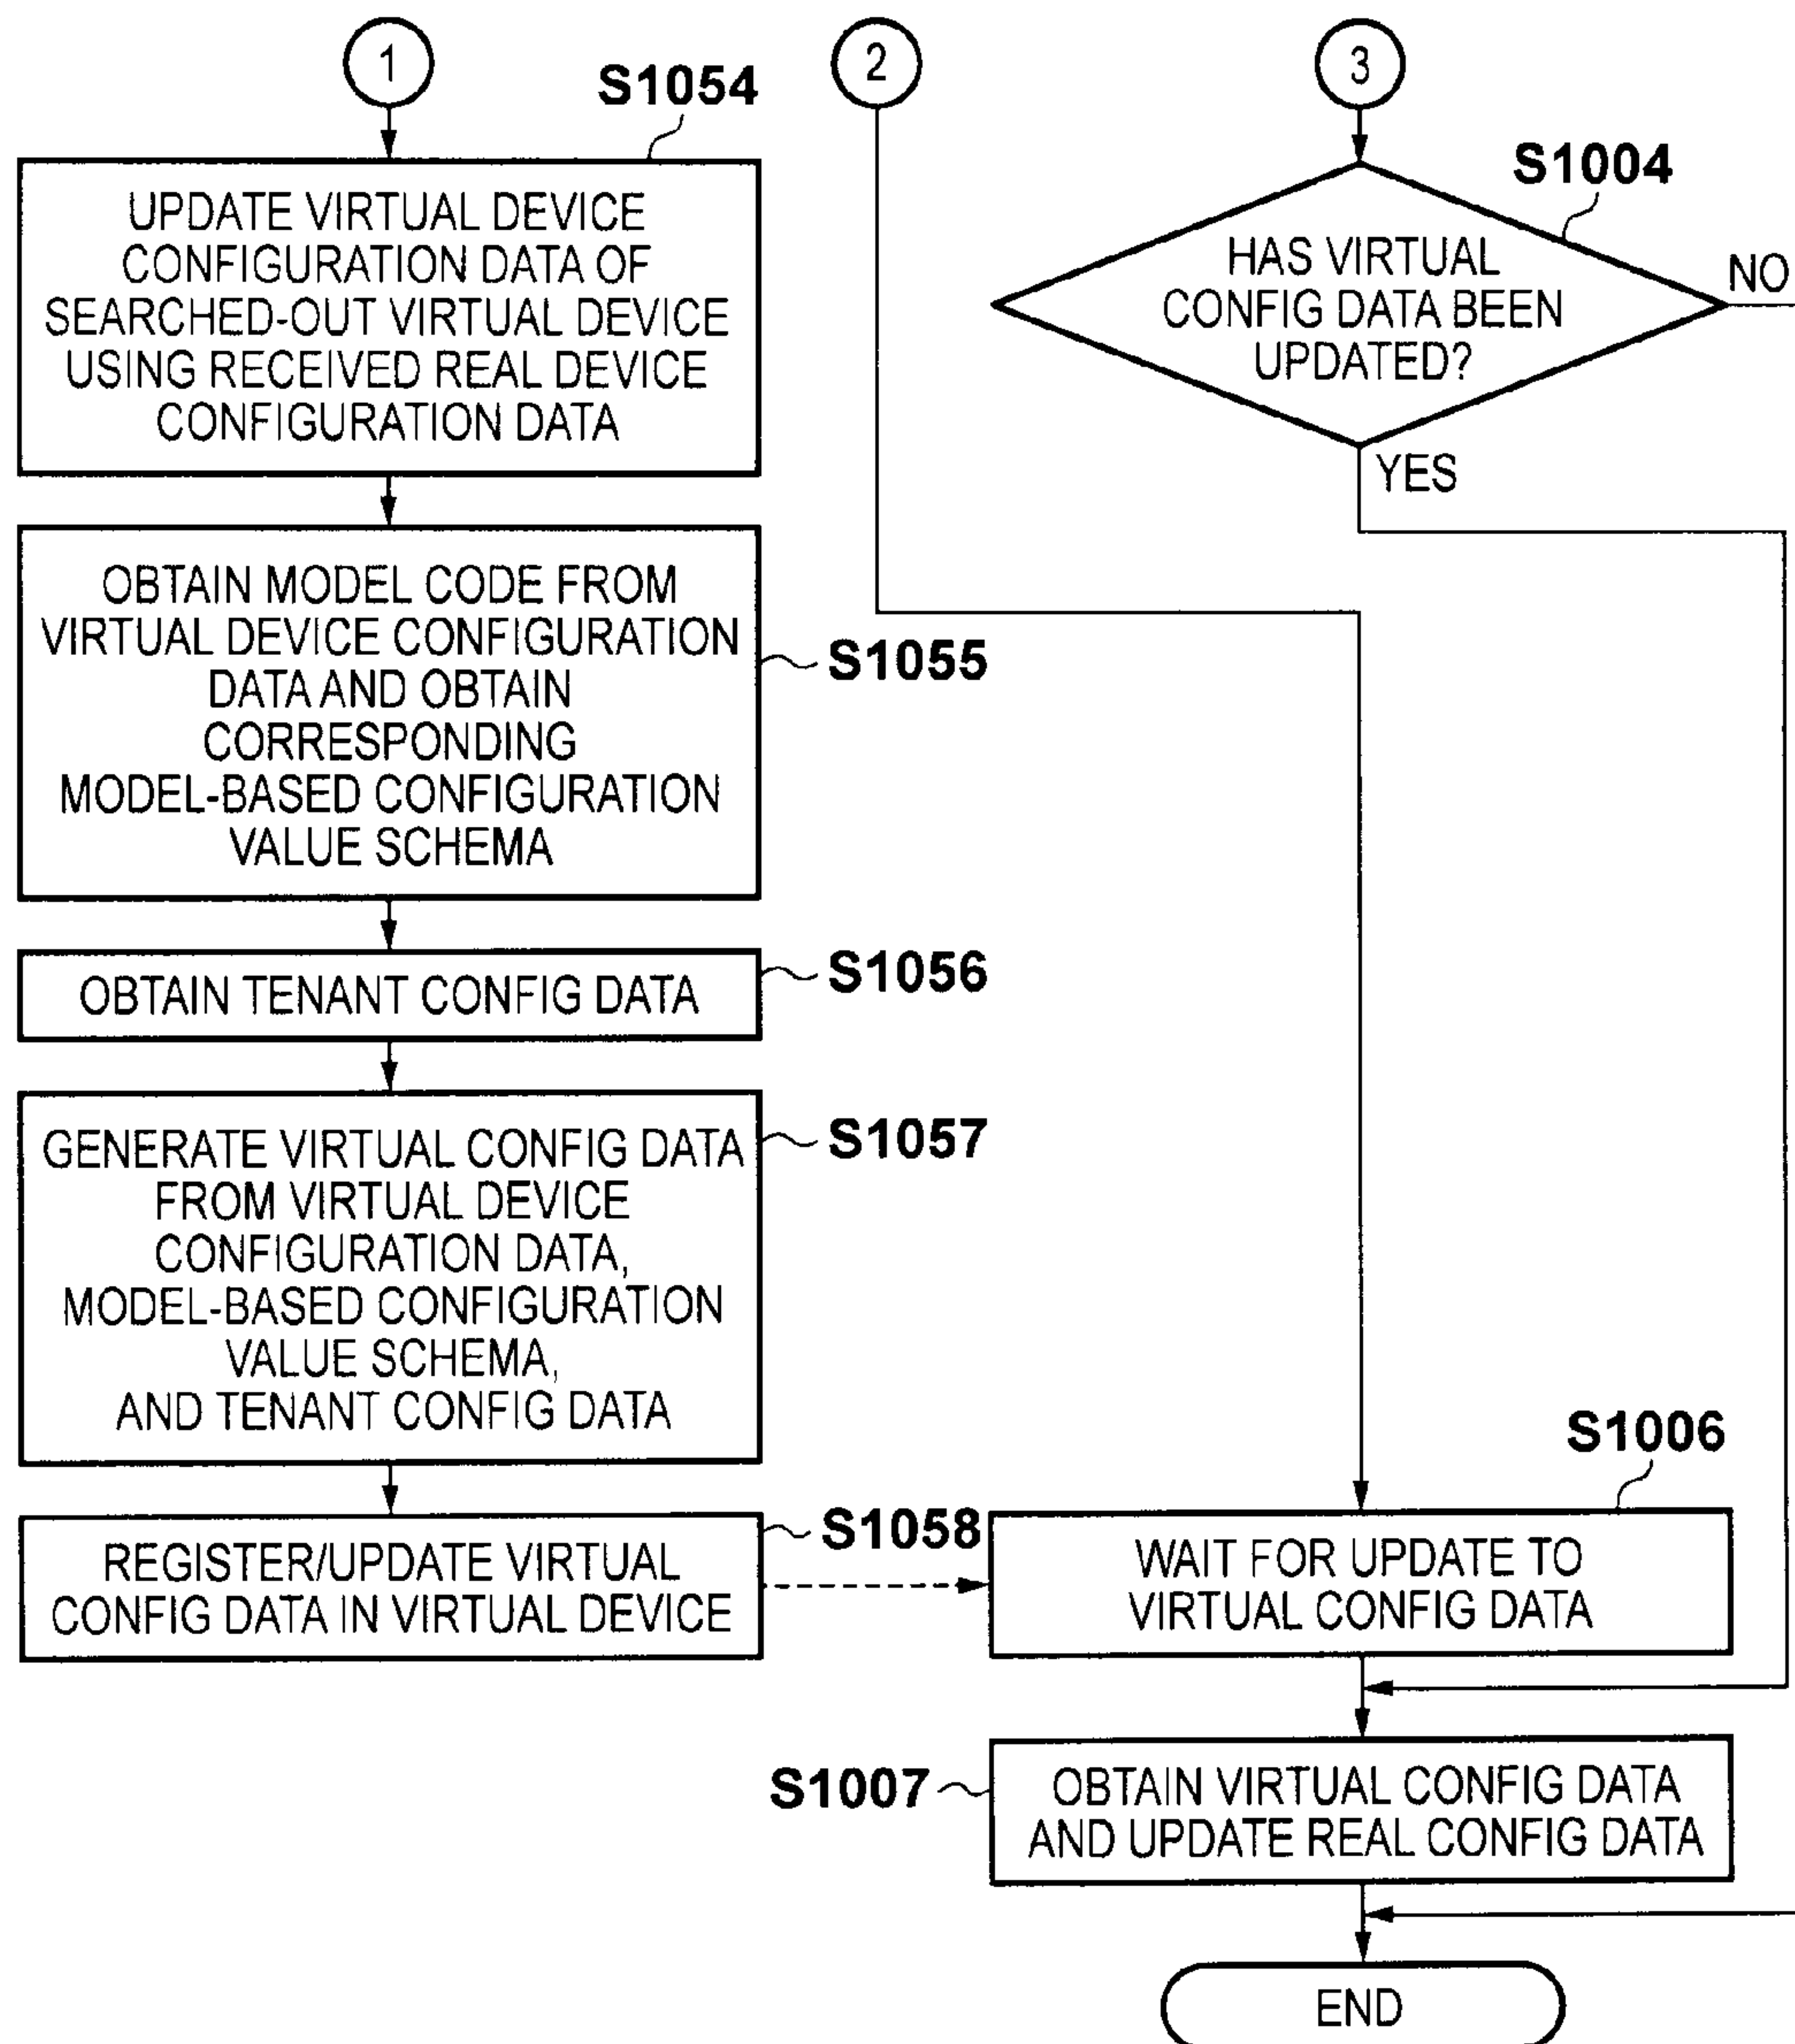 1
S1054
UPDATE VIRTUAL DEVICE
CONFIGURATION DATA OF
SEARCHED-OUT VIRTUAL DEVICE
USING RECEIVED REAL DEVICE
CONFIGURATION DATA
OBTAIN MODEL CODE FROM
VIRTUAL DEVICE CONFIGURATION
DATA AND OBTAIN
CORRESPONDING
MODEL-BASED CONFIGURATION
VALUE SCHEMA
S1055
OBTAIN TENANT CONFIG DATA
S1056
GENERATE VIRTUAL CONFIG DATA
FROM VIRTUAL DEVICE
CONFIGURATION DATA,
MODEL-BASED CONFIGURATION
VALUE SCHEMA,
AND TENANT CONFIG DATA
S1057
REGISTER/UPDATE VIRTUAL
CONFIG DATA IN VIRTUAL DEVICE
S1058
2
3
S1004
HAS VIRTUAL
CONFIG DATA BEEN
UPDATED?
NO
YES
S1006
WAIT FOR UPDATE TO
VIRTUAL CONFIG DATA
S1007
OBTAIN VIRTUAL CONFIG DATA
AND UPDATE REAL CONFIG DATA
END